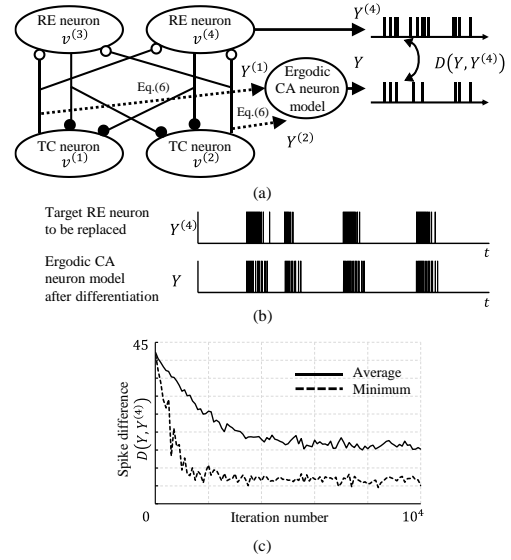 RE neuron
v^(3)
RE neuron
v^(4)
Y^(4)
Y^(1)
Eq.(6)
Eq.(6)
Y^(2)
Ergodic
CA neuron
model
Y
D(Y, Y^(4))
TC neuron
v^(1)
TC neuron
v^(2)
(a)
Target RE neuron
to be replaced
Y^(4)
t
Ergodic CA
neuron model
after differentiation
Y
t
(b)
45
Spike difference
D(Y, Y^(4))
Average
Minimum
0
Iteration number
10^4
(c)